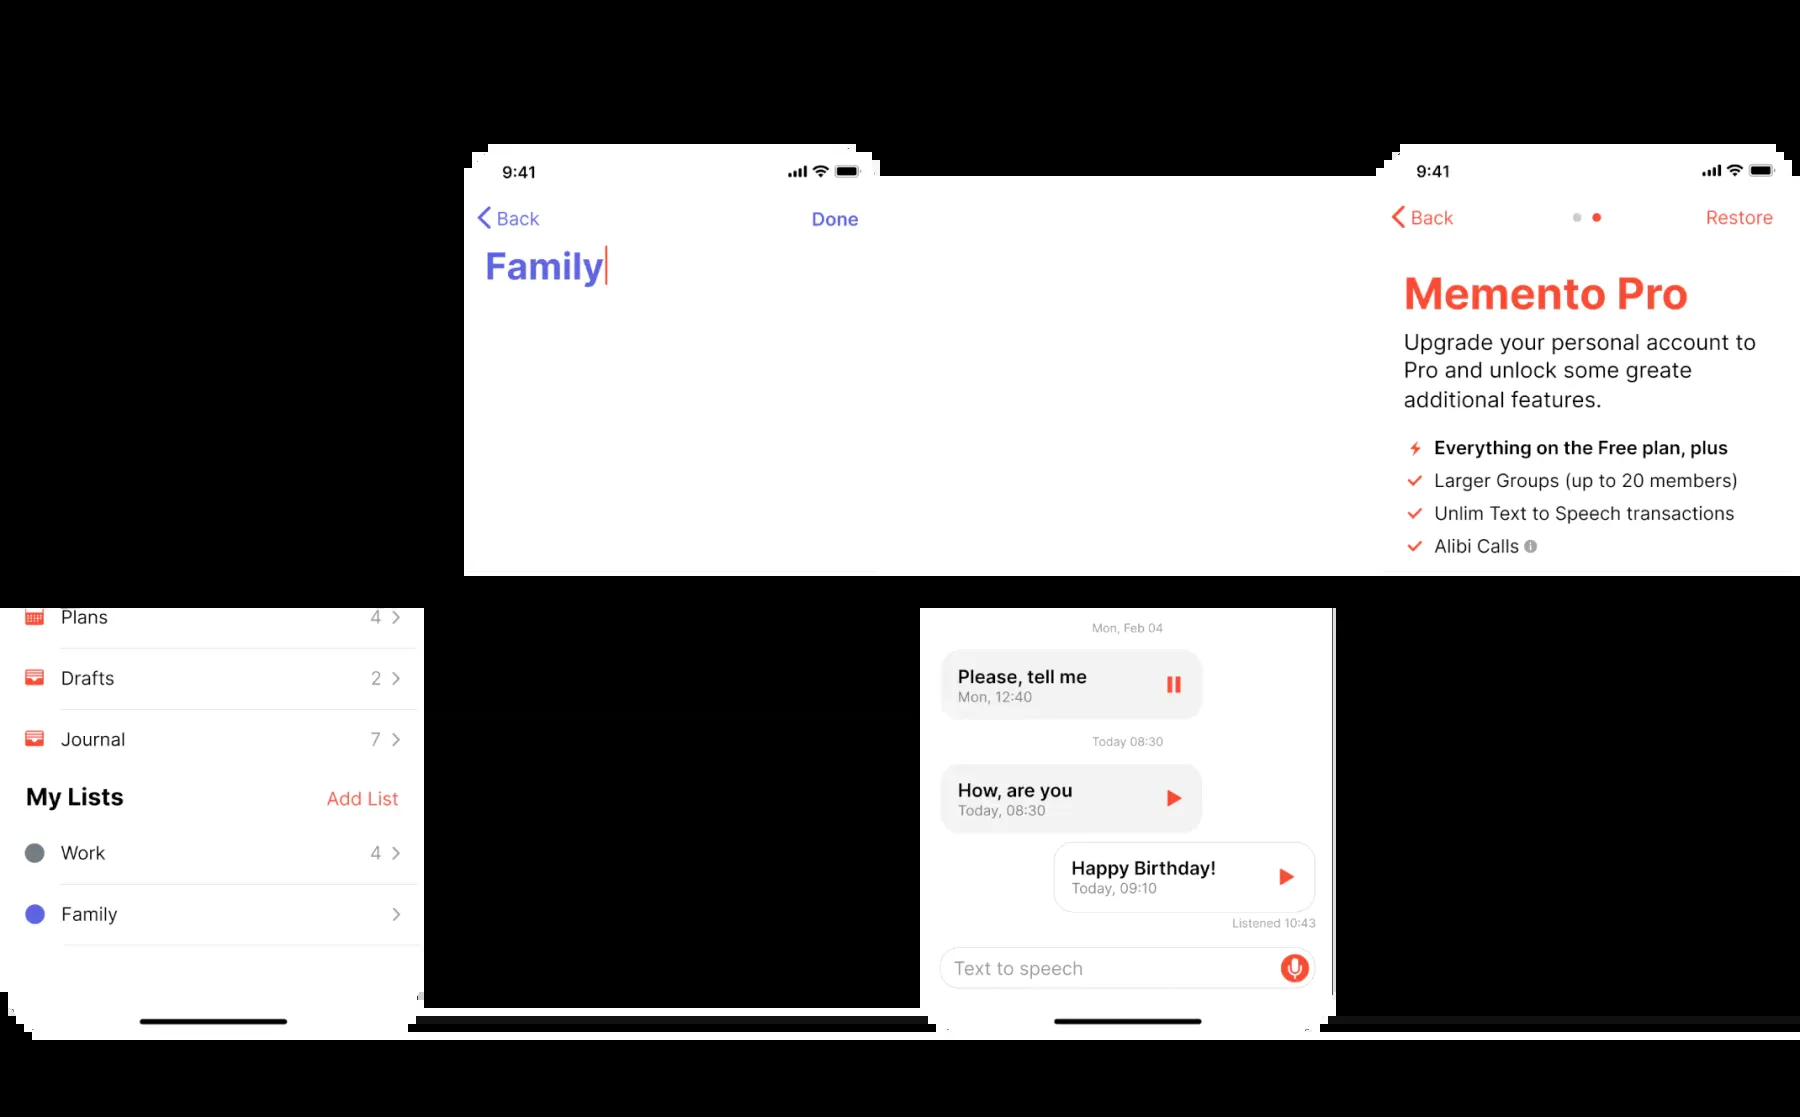 9:41
Back
Done
Family
9:41
Back
Restore
Memento Pro
Upgrade your personal account to
Pro and unlock some greate
additional features.
Everything on the Free plan, plus
Larger Groups (up to 20 members)
Unlim Text to Speech transactions
Alibi Calls
Plans 4
Drafts 2
Journal 7
My Lists Add List
Work 4
Family
Mon, Feb 04
Please, tell me
Mon, 12:40
Today 08:30
How, are you
Today, 08:30
Happy Birthday!
Today, 09:10
Listened 10:43
Text to speech